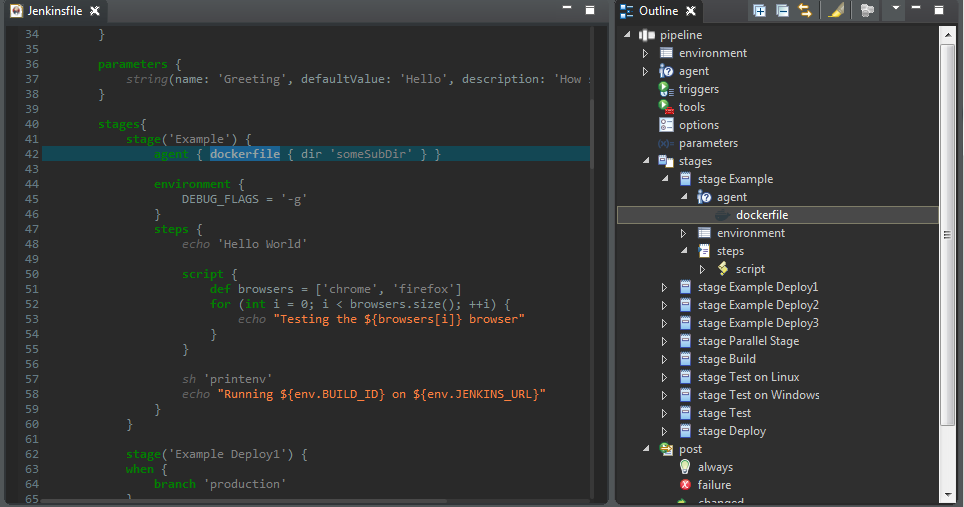 Jenkinsfile
34 }
35
36 parameters {
37 string(name: 'Greeting', defaultValue: 'Hello', description: 'How
38 }
39
40 stages{
41 stage('Example') {
42 agent { dockerfile { dir 'someSubDir' } }
43
44 environment {
45 DEBUG_FLAGS = '-g'
46 }
47 steps {
48 echo 'Hello World'
49
50 script {
51 def browsers = ['chrome', 'firefox']
52 for (int i = 0; i < browsers.size(); ++i) {
53 echo "Testing the ${browsers[i]} browser"
54 }
55 }
56
57 sh 'printenv'
58 echo "Running ${env.BUILD_ID} on ${env.JENKINS_URL}"
59 }
60 }
61
62 stage('Example Deploy1') {
63 when {
64 branch 'production'
65 }
Outline
pipeline
environment
agent
triggers
tools
options
parameters
stages
stage Example
agent
dockerfile
environment
steps
script
stage Example Deploy1
stage Example Deploy2
stage Example Deploy3
stage Parallel Stage
stage Build
stage Test on Linux
stage Test on Windows
stage Test
stage Deploy
post
always
failure
changed